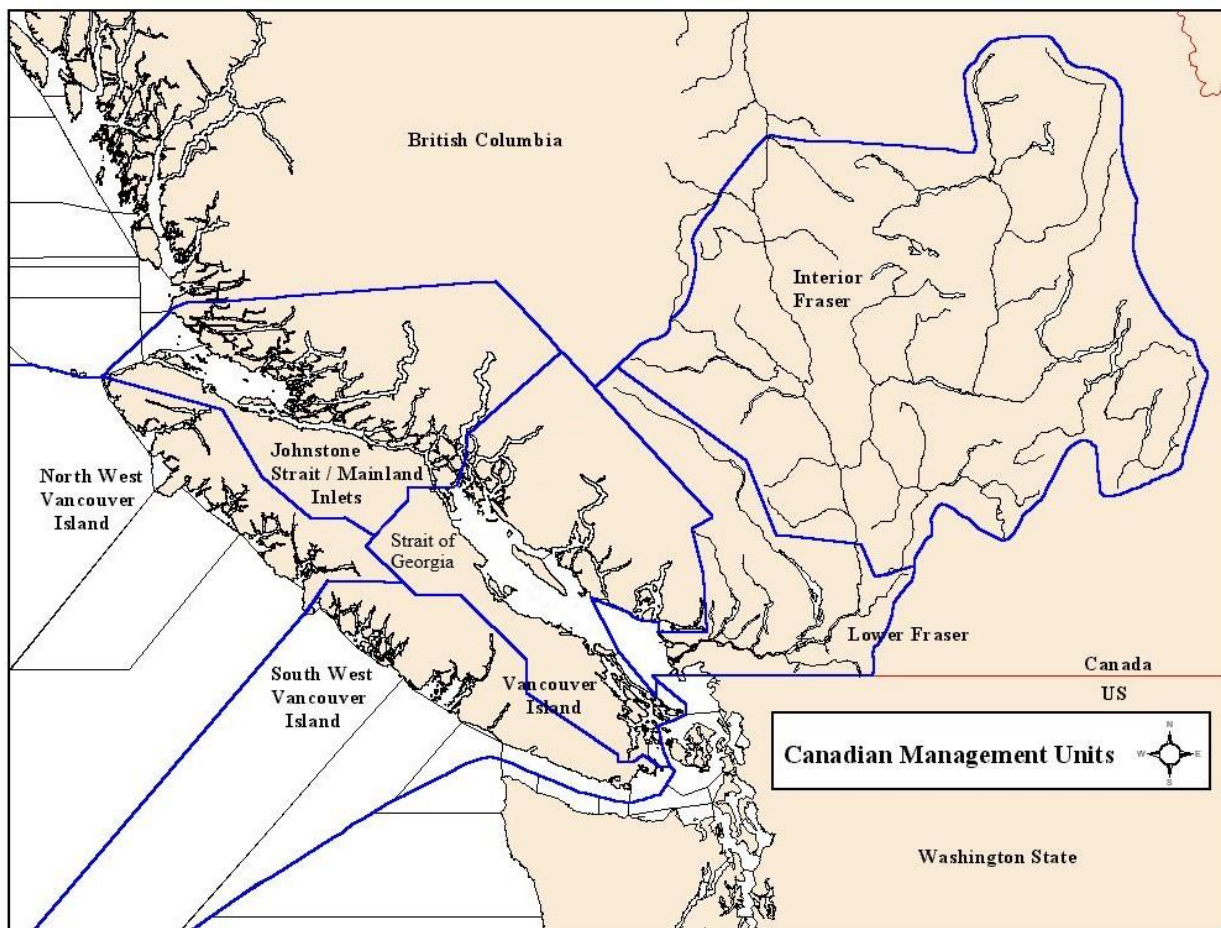 British Columbia
Interior
Fraser
Johnstone
Strait / Mainland
Inlets
North West
Vancouver
Island
Strait of
Georgia
Lower Fraser
South West
Vancouver
Island
Vancouver
Island
Canada
US
Canadian Management Units
N
W
E
S
Washington State